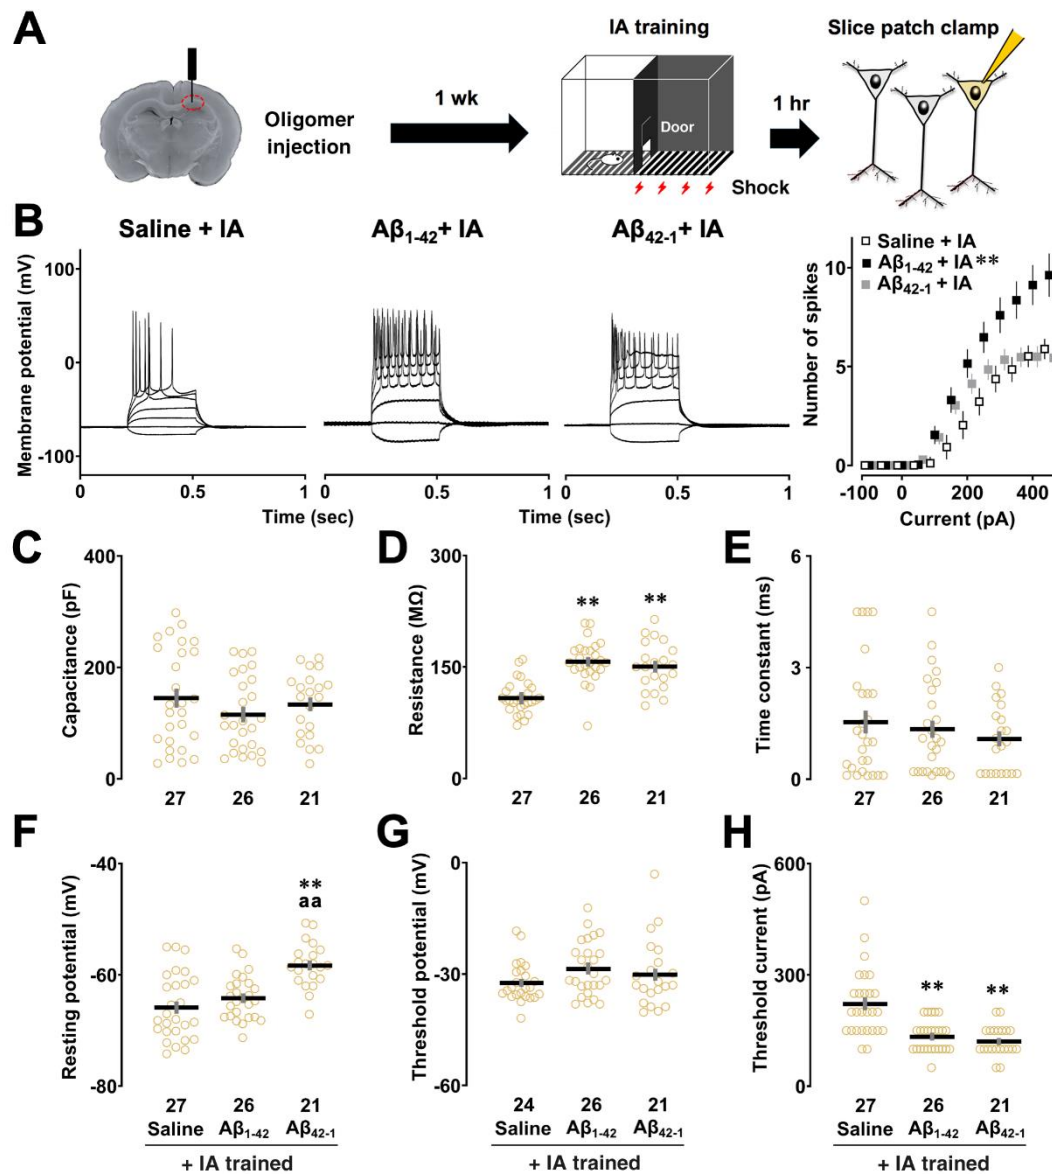 A
IA training
Slice patch clamp
Oligomer
injection
1 wk
Door
1 hr
Shock
B
Saline + IA
Aβ1-42+ IA
Aβ42-1+ IA
Membrane potential (mV)
100
0
-100
0
0.5
1
0
0.5
1
0
0.5
1
Time (sec)
Time (sec)
Number of spikes
10
5
0
Saline + IA
Aβ1-42 + IA**
Aβ42-1 + IA
-100
0
200
400
Current (pA)
C
Capacitance (pF)
400
200
0
27
26
21
D
Resistance (MΩ)
300
150
0
**
**
27
26
21
E
Time constant (ms)
6
3
0
27
26
21
F
Resting potential (mV)
-40
-60
-80
**
aa
27
26
21
Saline
Aβ1-42
Aβ42-1
+ IA trained
G
Threshold potential (mV)
0
-30
-60
24
26
21
Saline
Aβ1-42
Aβ42-1
+ IA trained
H
Threshold current (pA)
600
300
0
**
**
27
26
21
Saline
Aβ1-42
Aβ42-1
+ IA trained